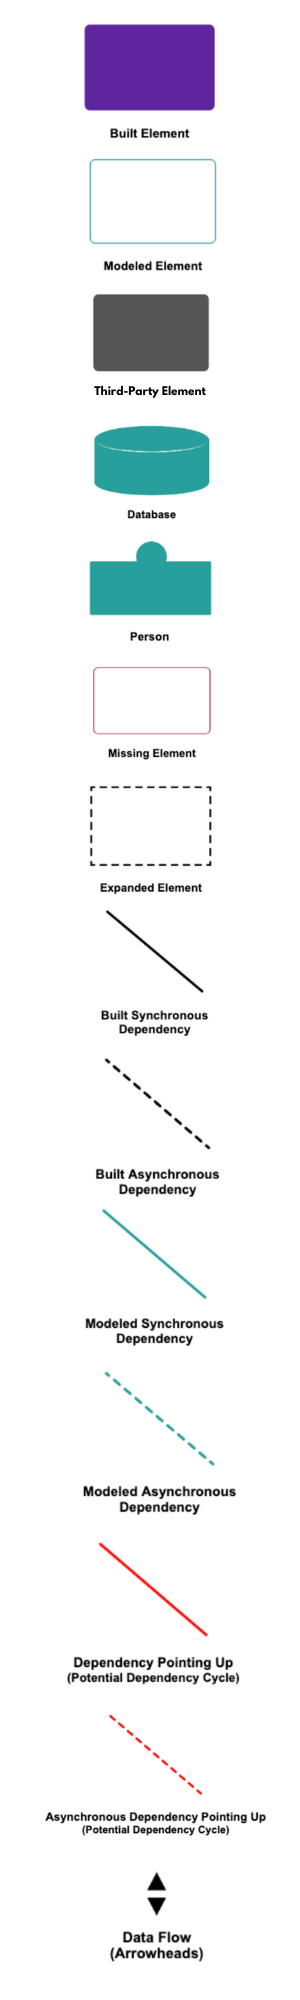 Built Element
Modeled Element
Third-Party Element
Database
Person
Missing Element
Expanded Element
Built Synchronous
Dependency
Built Asynchronous
Dependency
Modeled Synchronous
Dependency
Modeled Asynchronous
Dependency
Dependency Pointing Up
(Potential Dependency Cycle)
Asynchronous Dependency Pointing Up
(Potential Dependency Cycle)
Data Flow
(Arrowheads)